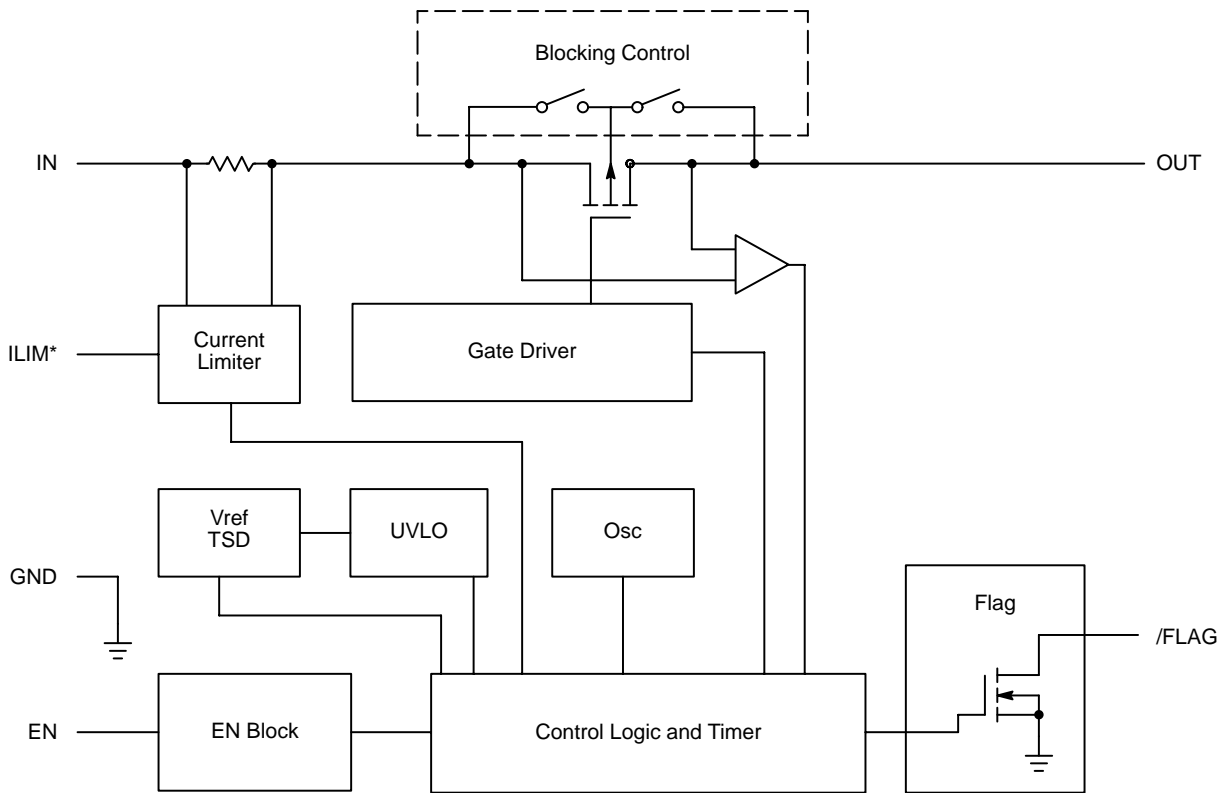 Blocking Control
IN
OUT
Current
Limiter
ILIM*
Gate Driver
Vref
TSD
UVLO
Osc
GND
Flag
/FLAG
EN
EN Block
Control Logic and Timer